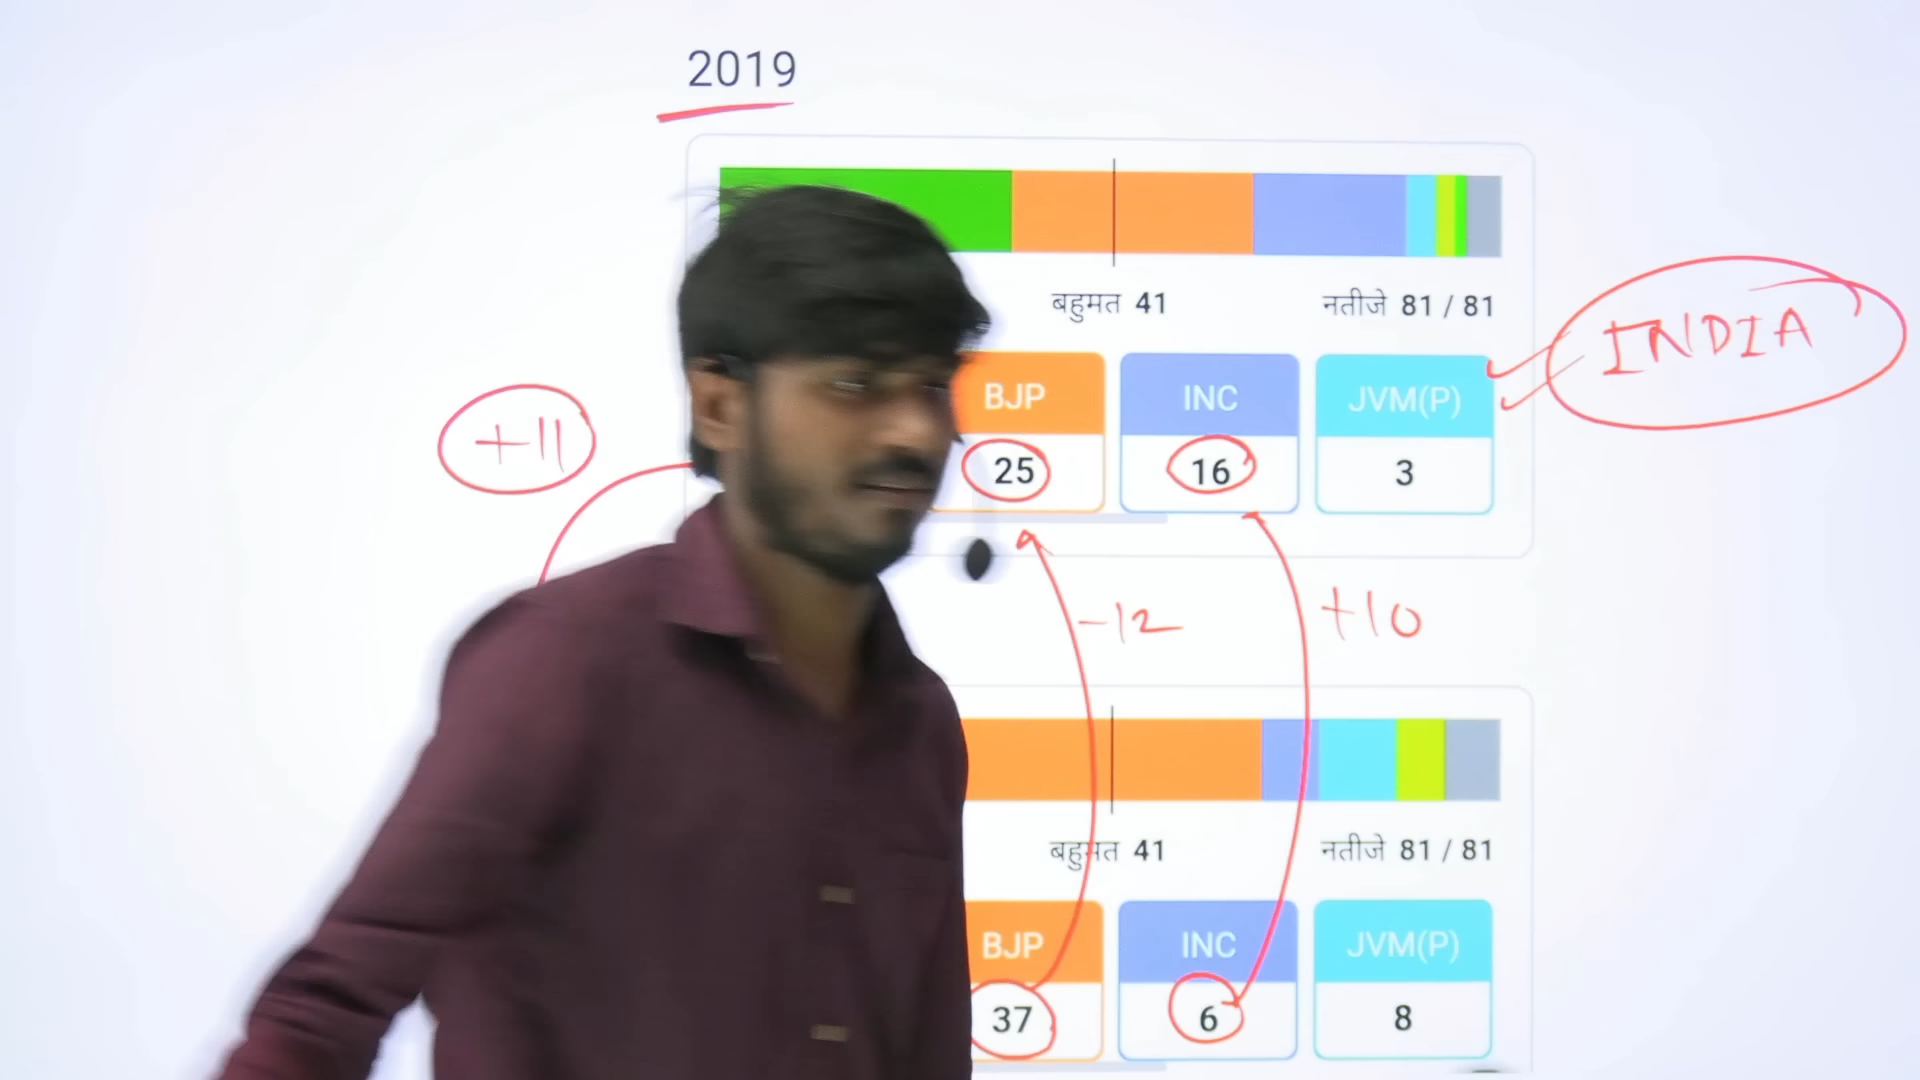 2019
बहुमत 41
नतीजे 81 / 81
INDIA
BJP
INC
JVM(P)
+11
25
16
3
-12
+10
बहुमत 41
नतीजे 81 / 81
BJP
INC
JVM(P)
37
6
8